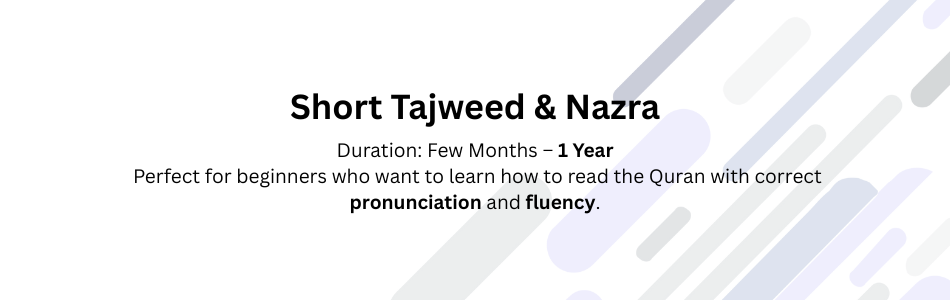 Short Tajweed & Nazra
Duration: Few Months – 1 Year
Perfect for beginners who want to learn how to read the Quran with correct
pronunciation and fluency.